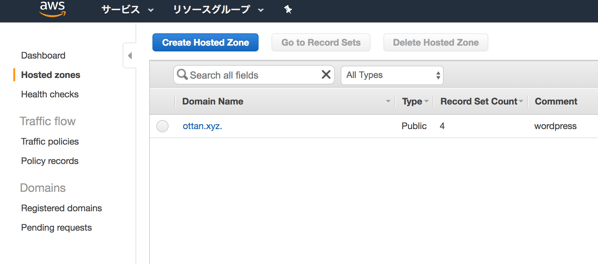 aws サービス リソースグループ
Create Hosted Zone Go to Record Sets Delete Hosted Zone
Dashboard
Hosted zones
Health checks
Traffic flow
Traffic policies
Policy records
Domains
Registered domains
Pending requests
Search all fields All Types
Domain Name Type Record Set Count Comment
ottan.xyz. Public 4 wordpress